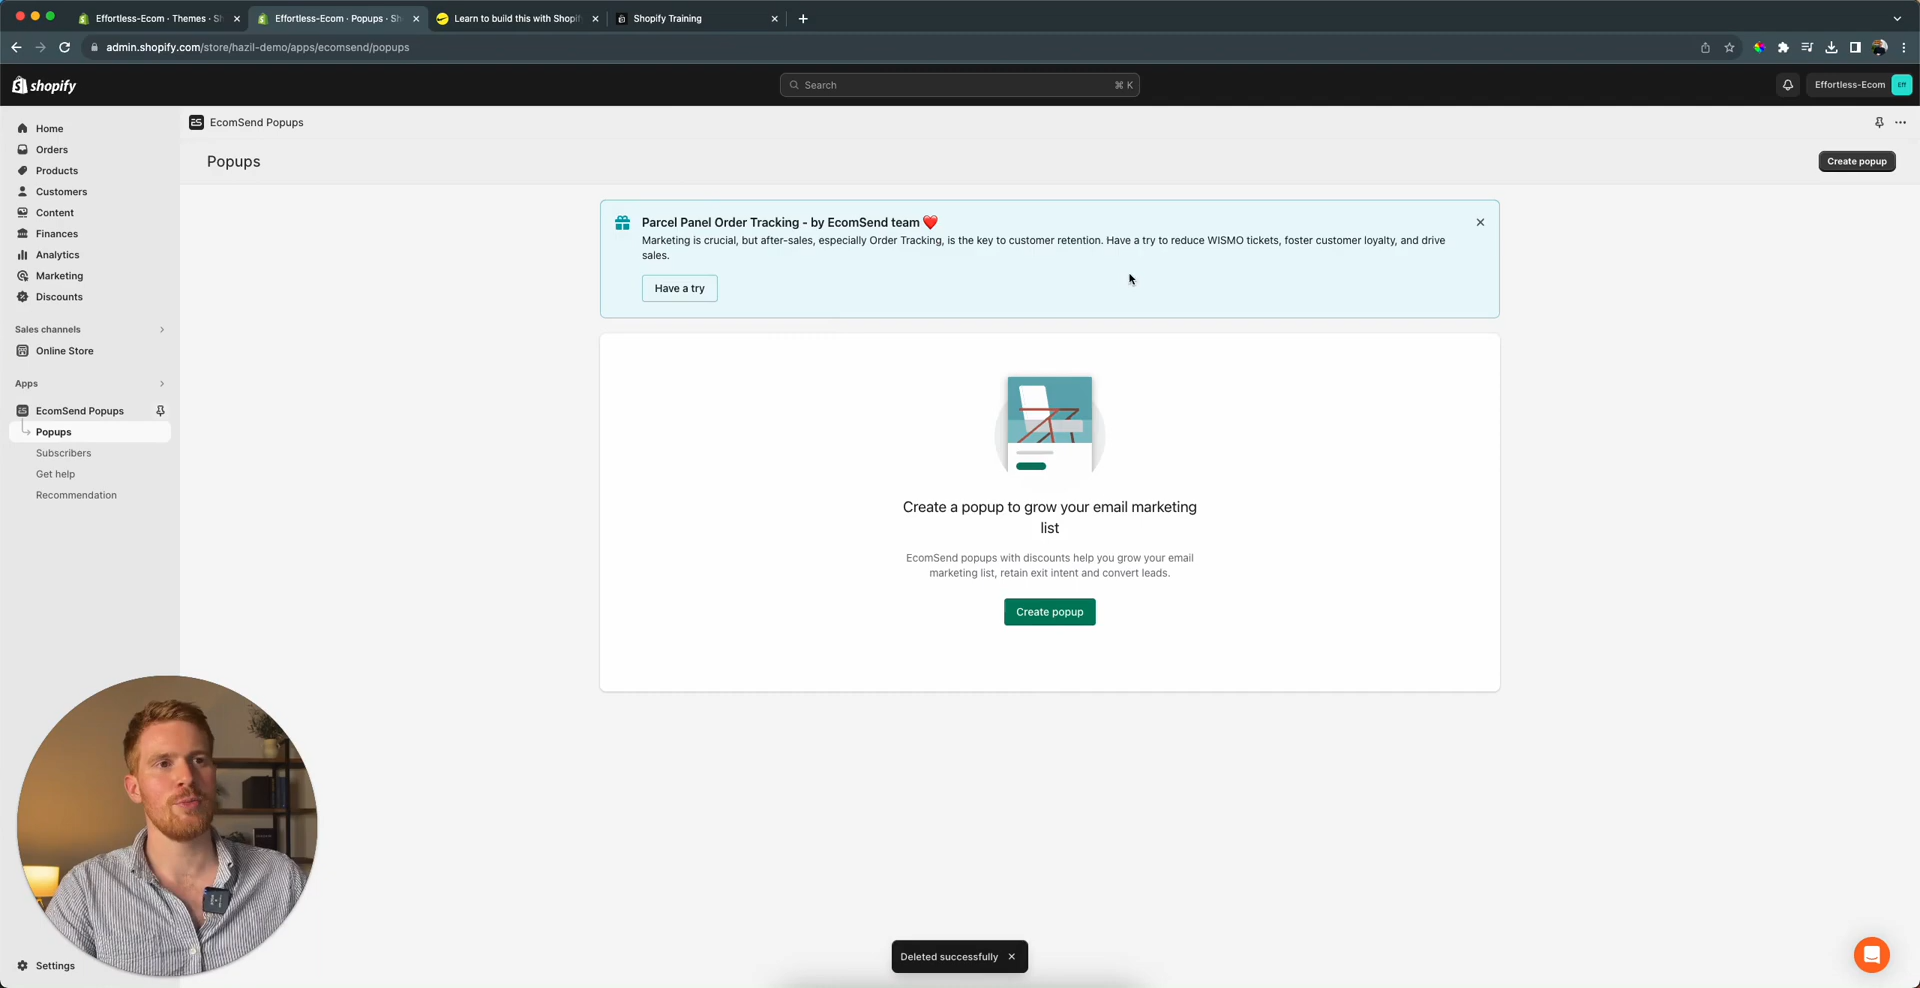 Effortless-Ecom · Themes · Sh
Effortless-Ecom · Popups · Sh
Learn to build this with Shopif
Shopify Training
admin.shopify.com/store/hazil-demo/apps/ecomsend/popups
shopify
Search
⌘ K
Effortless-Ecom
Eff
Home
Orders
Products
Customers
Content
Finances
Analytics
Marketing
Discounts
Sales channels
Online Store
Apps
EcomSend Popups
Popups
Subscribers
Get help
Recommendation
Settings
ES EcomSend Popups
Popups
Create popup
Parcel Panel Order Tracking - by EcomSend team ❤️
Marketing is crucial, but after-sales, especially Order Tracking, is the key to customer retention. Have a try to reduce WISMO tickets, foster customer loyalty, and drive
sales.
Have a try
Create a popup to grow your email marketing
list
EcomSend popups with discounts help you grow your email
marketing list, retain exit intent and convert leads.
Create popup
Deleted successfully